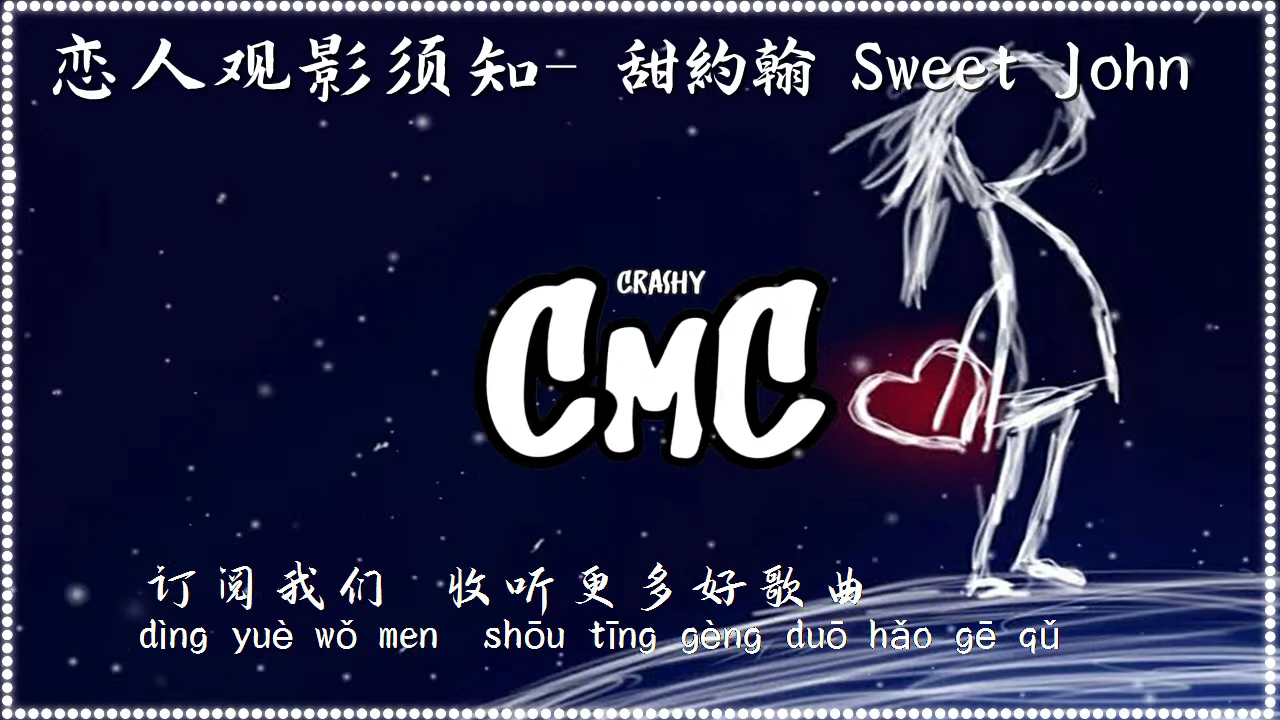 恋人观影须知- 甜約翰 Sweet John
CRASHY
CMC
订阅我们 收听更多好歌曲
dìng yuè wǒ men shōu tīng gèng duō hǎo gē qǔ